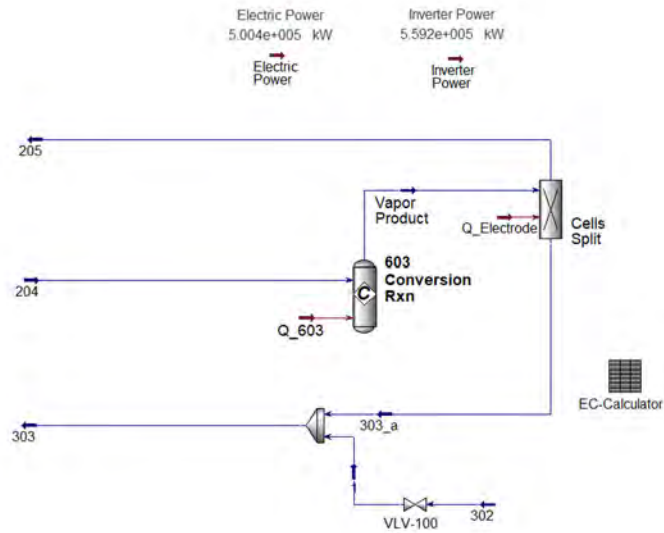 Electric Power
5.004e+005 kW
Electric
Power
Inverter Power
5.592e+005 kW
Inverter
Power
205
Vapor
Product
Q_Electrode
Cells
Split
204
603
Conversion
Rxn
C
Q_603
EC-Calculator
303
303_a
VLV-100
302